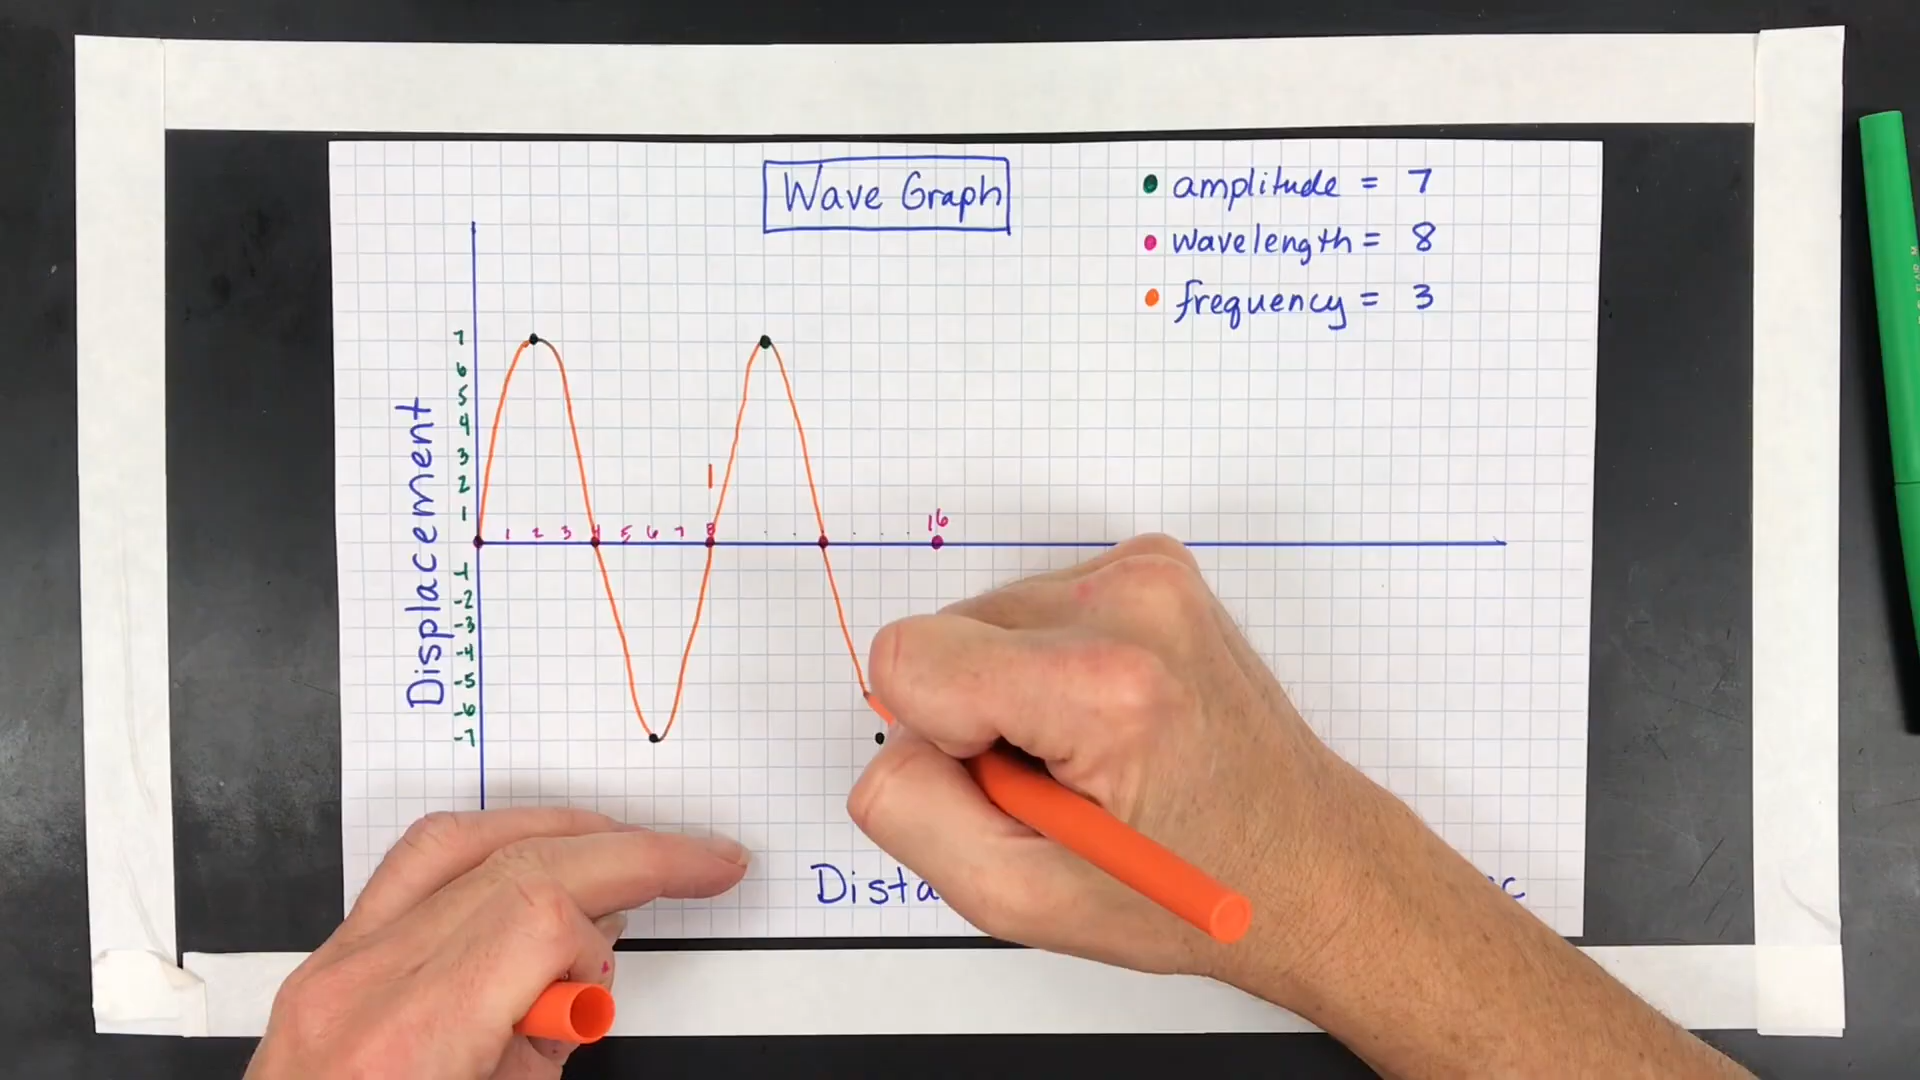 Wave Graph
amplitude = 7
wavelength = 8
frequency = 3
Displacement
7
6
5
4
3
2
1
-1
-2
-3
-4
-5
-6
-7
1
1 2 3 4 5 6 7 8 16
Dista